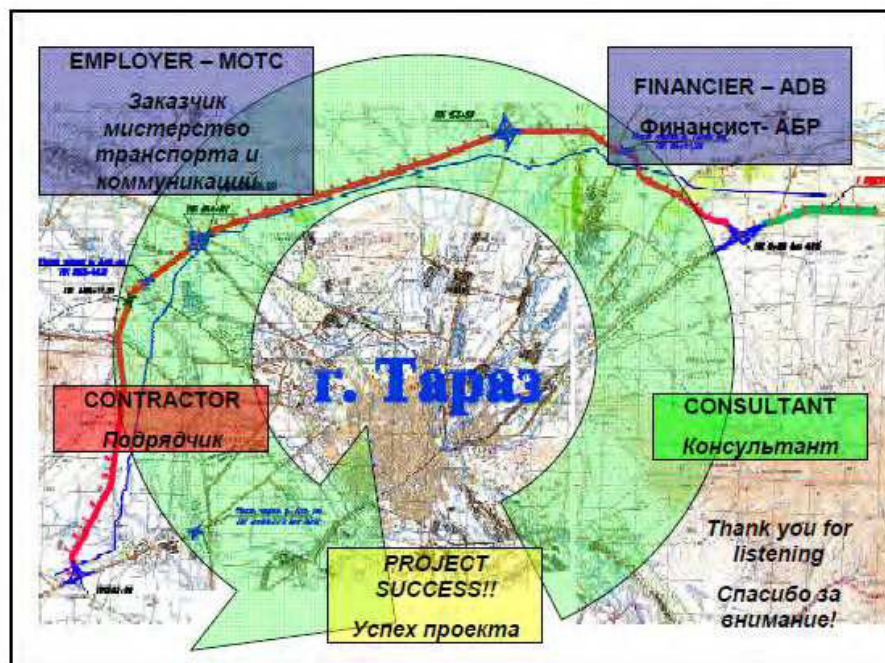 EMPLOYER – MOTC
Заказчик
мистерство
транспорта и
коммуникаций
FINANCIER – ADB
Финансист- АБР
г. Тараз
CONTRACTOR
Подрядчик
CONSULTANT
Консультант
PROJECT
SUCCESS!!
Успех проекта
Thank you for
listening
Спасибо за
внимание!